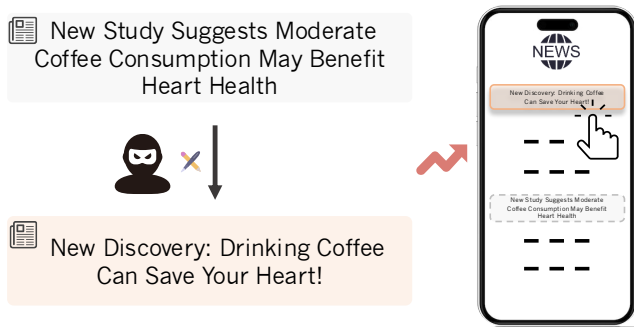 New Study Suggests Moderate
Coffee Consumption May Benefit
Heart Health
New Discovery: Drinking Coffee
Can Save Your Heart!
NEWS
New Discovery: Drinking Coffee
Can Save Your Heart!
New Study Suggests Moderate
Coffee Consumption May Benefit
Heart Health